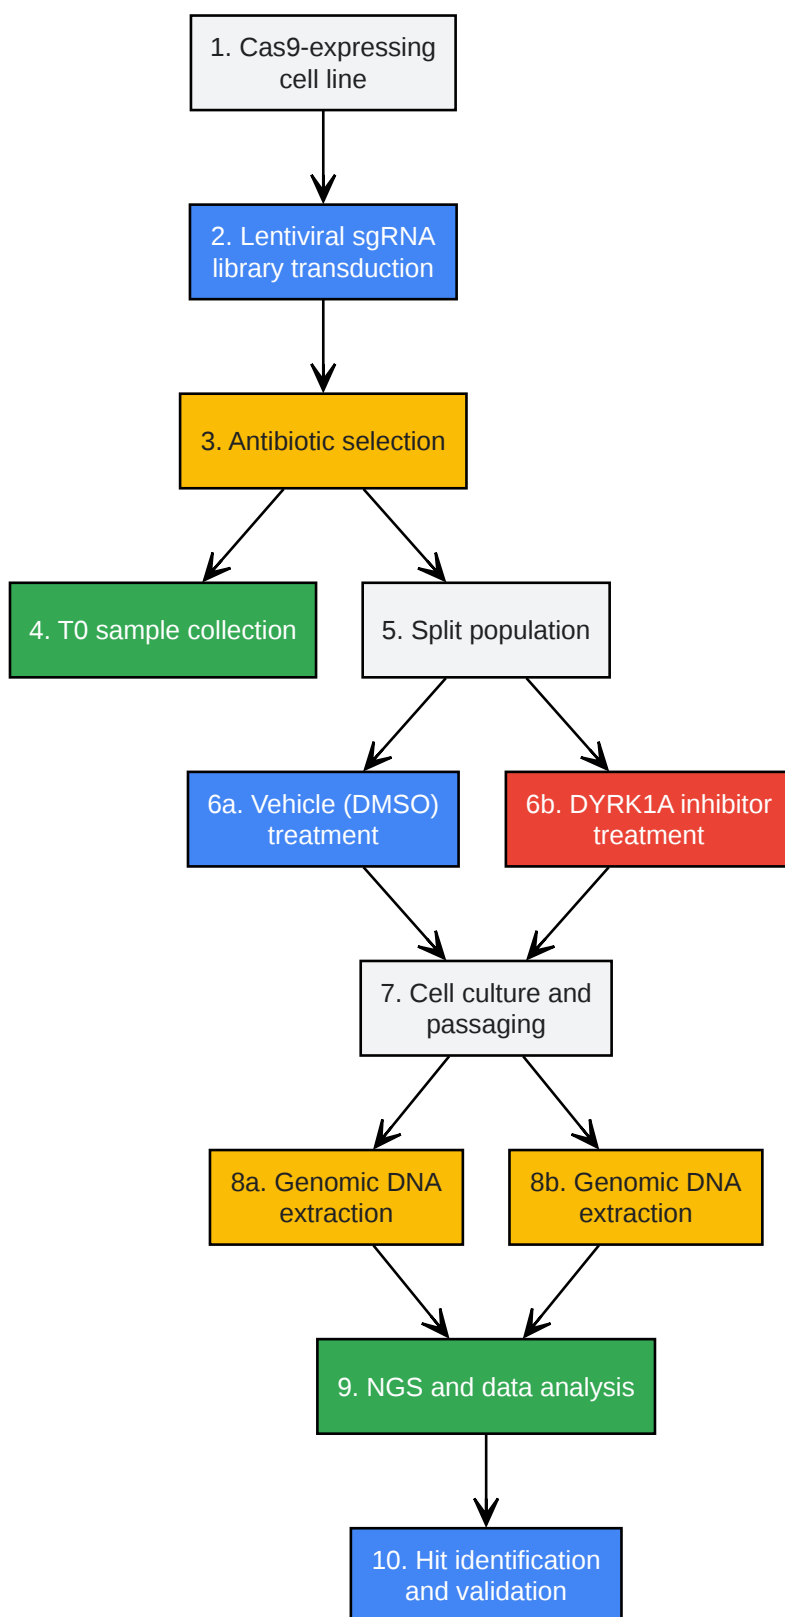 1. Cas9-expressing
cell line
2. Lentiviral sgRNA
library transduction
3. Antibiotic selection
4. T0 sample collection
5. Split population
6a. Vehicle (DMSO)
treatment
6b. DYRK1A inhibitor
treatment
7. Cell culture and
passaging
8a. Genomic DNA
extraction
8b. Genomic DNA
extraction
9. NGS and data analysis
10. Hit identification
and validation